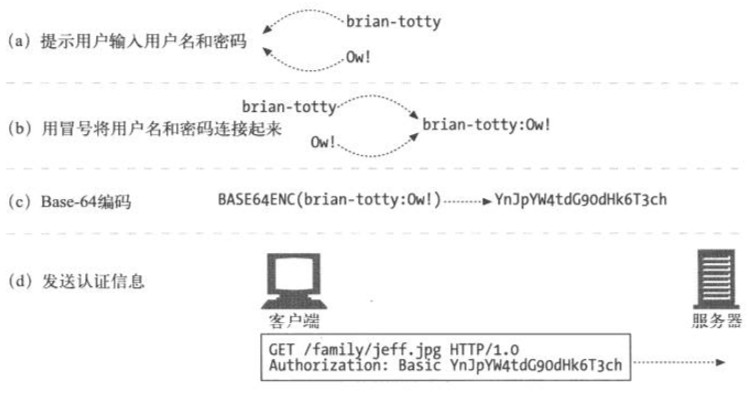 brian-totty
(a) 提示用户输入用户名和密码
Ow!
brian-totty
(b) 用冒号将用户名和密码连接起来
brian-totty:Ow!
Ow!
(c) Base-64编码
BASE64ENC(brian-totty:Ow!)
YnJpYW4tdG9OdHk6T3ch
(d) 发送认证信息
客户端
服务器
GET /family/jeff.jpg HTTP/1.0
Authorization: Basic YnJpYW4tdG9OdHk6T3ch